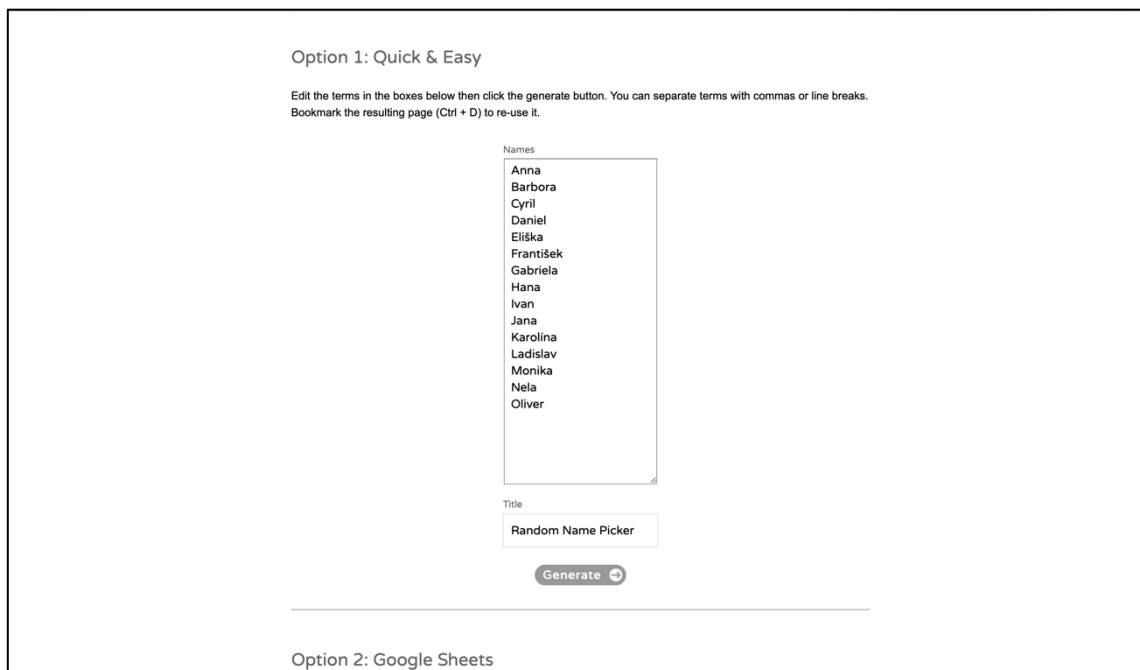 Option 1: Quick & Easy
Edit the terms in the boxes below then click the generate button. You can separate terms with commas or line breaks.
Bookmark the resulting page (Ctrl + D) to re-use it.
Names
Anna
Barbora
Cyril
Daniel
Eliška
František
Gabriela
Hana
Ivan
Jana
Karolína
Ladislav
Monika
Nela
Oliver
Title
Random Name Picker
Generate
Option 2: Google Sheets